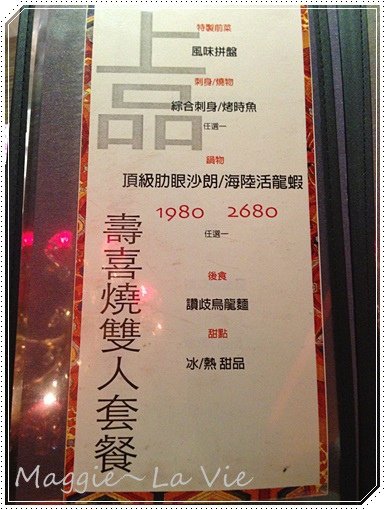 上品
壽喜燒雙人套餐
特製前菜
風味拼盤
刺身/燒物
綜合刺身/烤時魚
任選一
鍋物
頂級肋眼沙朗/海陸活龍蝦
1980 2680
任選一
後食
讚歧烏龍麵
甜點
冰/熱 甜品
Maggie~ La Vie